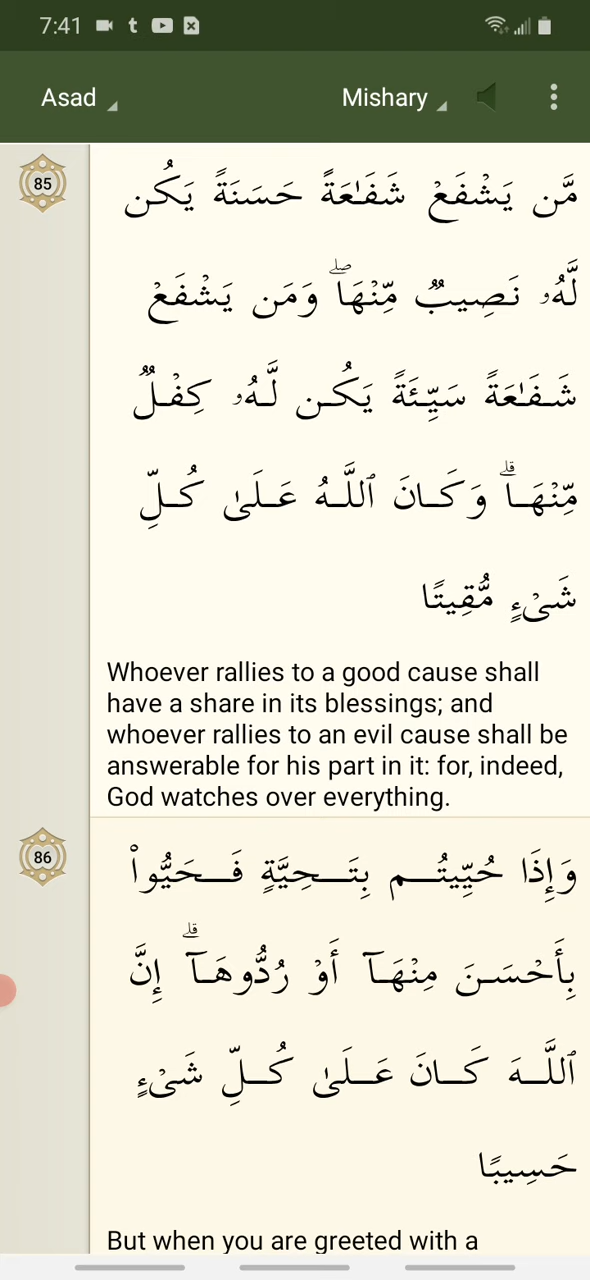 7:41
Asad
Mishary
85
مَّن يَشْفَعْ شَفَـٰعَةً حَسَنَةً يَكُن
لَّهُۥ نَصِيبٌ مِّنْهَا ۖ وَمَن يَشْفَعْ
شَفَـٰعَةً سَيِّئَةً يَكُن لَّهُۥ كِفْلٌ
مِّنْهَا ۗ وَكَانَ ٱللَّهُ عَلَىٰ كُلِّ
شَىْءٍ مُّقِيتًا
Whoever rallies to a good cause shall
have a share in its blessings; and
whoever rallies to an evil cause shall be
answerable for his part in it: for, indeed,
God watches over everything.
86
وَإِذَا حُيِّيتُم بِتَحِيَّةٍ فَحَيُّوا۟
بِأَحْسَنَ مِنْهَآ أَوْ رُدُّوهَآ ۗ إِنَّ
ٱللَّهَ كَانَ عَلَىٰ كُلِّ شَىْءٍ
حَسِيبًا
But when you are greeted with a